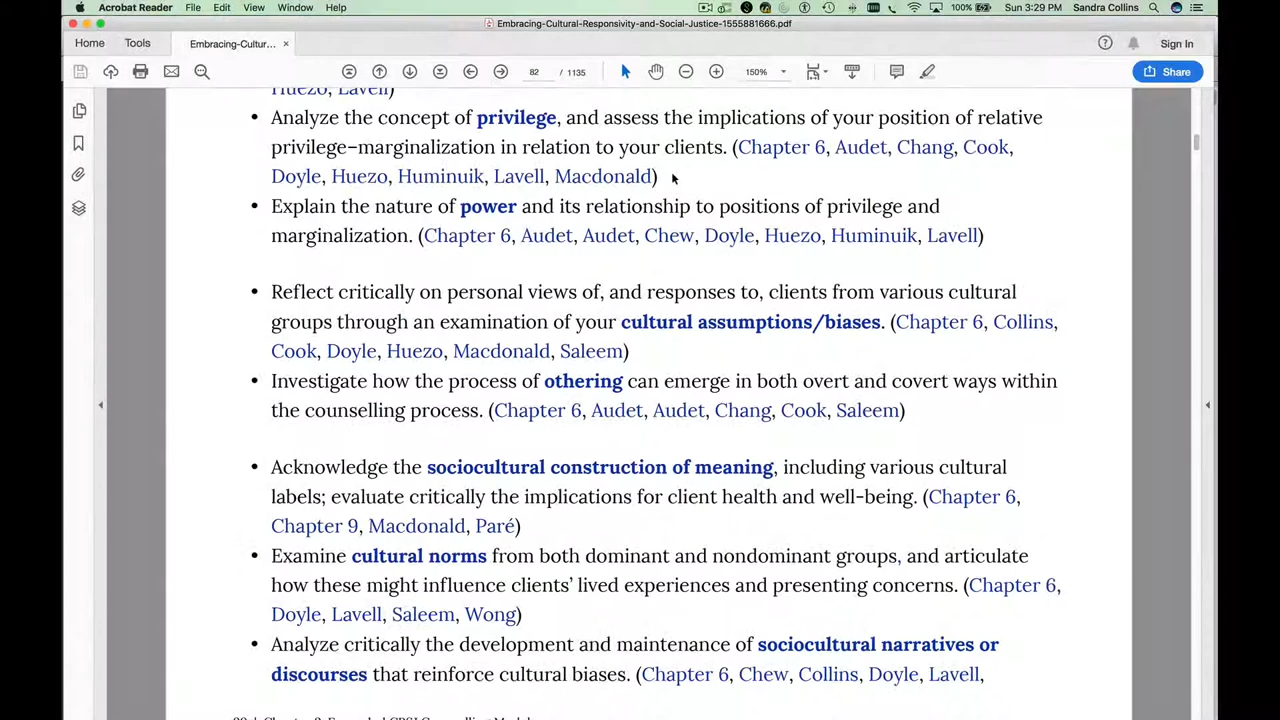 Acrobat Reader File Edit View Window Help 100% Sun 3:29 PM Sandra Collins
Embracing-Cultural-Responsivity-and-Social-Justice-1555881666.pdf
Home Tools Embracing-Cultur... × Sign In
82 / 1135 150% Share
Huezo, Lavell)
• Analyze the concept of privilege, and assess the implications of your position of relative
privilege–marginalization in relation to your clients. (Chapter 6, Audet, Chang, Cook,
Doyle, Huezo, Huminuik, Lavell, Macdonald)
• Explain the nature of power and its relationship to positions of privilege and
marginalization. (Chapter 6, Audet, Audet, Chew, Doyle, Huezo, Huminuik, Lavell)
• Reflect critically on personal views of, and responses to, clients from various cultural
groups through an examination of your cultural assumptions/biases. (Chapter 6, Collins,
Cook, Doyle, Huezo, Macdonald, Saleem)
• Investigate how the process of othering can emerge in both overt and covert ways within
the counselling process. (Chapter 6, Audet, Audet, Chang, Cook, Saleem)
• Acknowledge the sociocultural construction of meaning, including various cultural
labels; evaluate critically the implications for client health and well-being. (Chapter 6,
Chapter 9, Macdonald, Paré)
• Examine cultural norms from both dominant and nondominant groups, and articulate
how these might influence clients' lived experiences and presenting concerns. (Chapter 6,
Doyle, Lavell, Saleem, Wong)
• Analyze critically the development and maintenance of sociocultural narratives or
discourses that reinforce cultural biases. (Chapter 6, Chew, Collins, Doyle, Lavell,